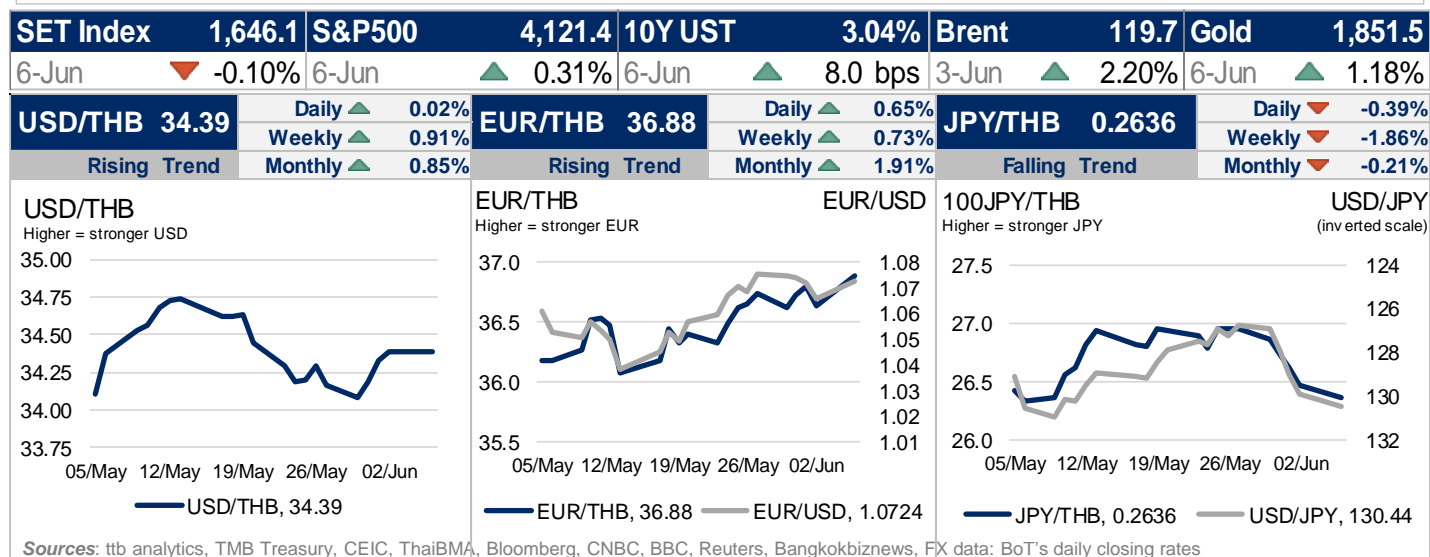 SET Index 1,646.1 S&P500 4,121.4 10Y UST 3.04% Brent 119.7 Gold 1,851.5
6-Jun -0.10% 6-Jun 0.31% 6-Jun 8.0 bps 3-Jun 2.20% 6-Jun 1.18%
USD/THB 34.39
Daily 0.02%
Weekly 0.91%
Rising Trend Monthly 0.85%
EUR/THB 36.88
Daily 0.65%
Weekly 0.73%
Rising Trend Monthly 1.91%
JPY/THB 0.2636
Daily -0.39%
Weekly -1.86%
Falling Trend Monthly -0.21%
USD/THB
Higher = stronger USD
35.00
34.75
34.50
34.25
34.00
33.75
05/May 12/May 19/May 26/May 02/Jun
USD/THB, 34.39
EUR/THB EUR/USD
Higher = stronger EUR
37.0 1.08
1.07
36.5 1.06
1.05
36.0 1.04
1.03
1.02
35.5 1.01
05/May 12/May 19/May 26/May 02/Jun
EUR/THB, 36.88 EUR/USD, 1.0724
100JPY/THB USD/JPY
Higher = stronger JPY (inverted scale)
27.5 124
126
27.0
128
26.5 130
26.0 132
05/May 12/May 19/May 26/May 02/Jun
JPY/THB, 0.2636 USD/JPY, 130.44
Sources: ttb analytics, TMB Treasury, CEIC, ThaiBMA, Bloomberg, CNBC, BBC, Reuters, Bangkokbiznews, FX data: BoT's daily closing rates